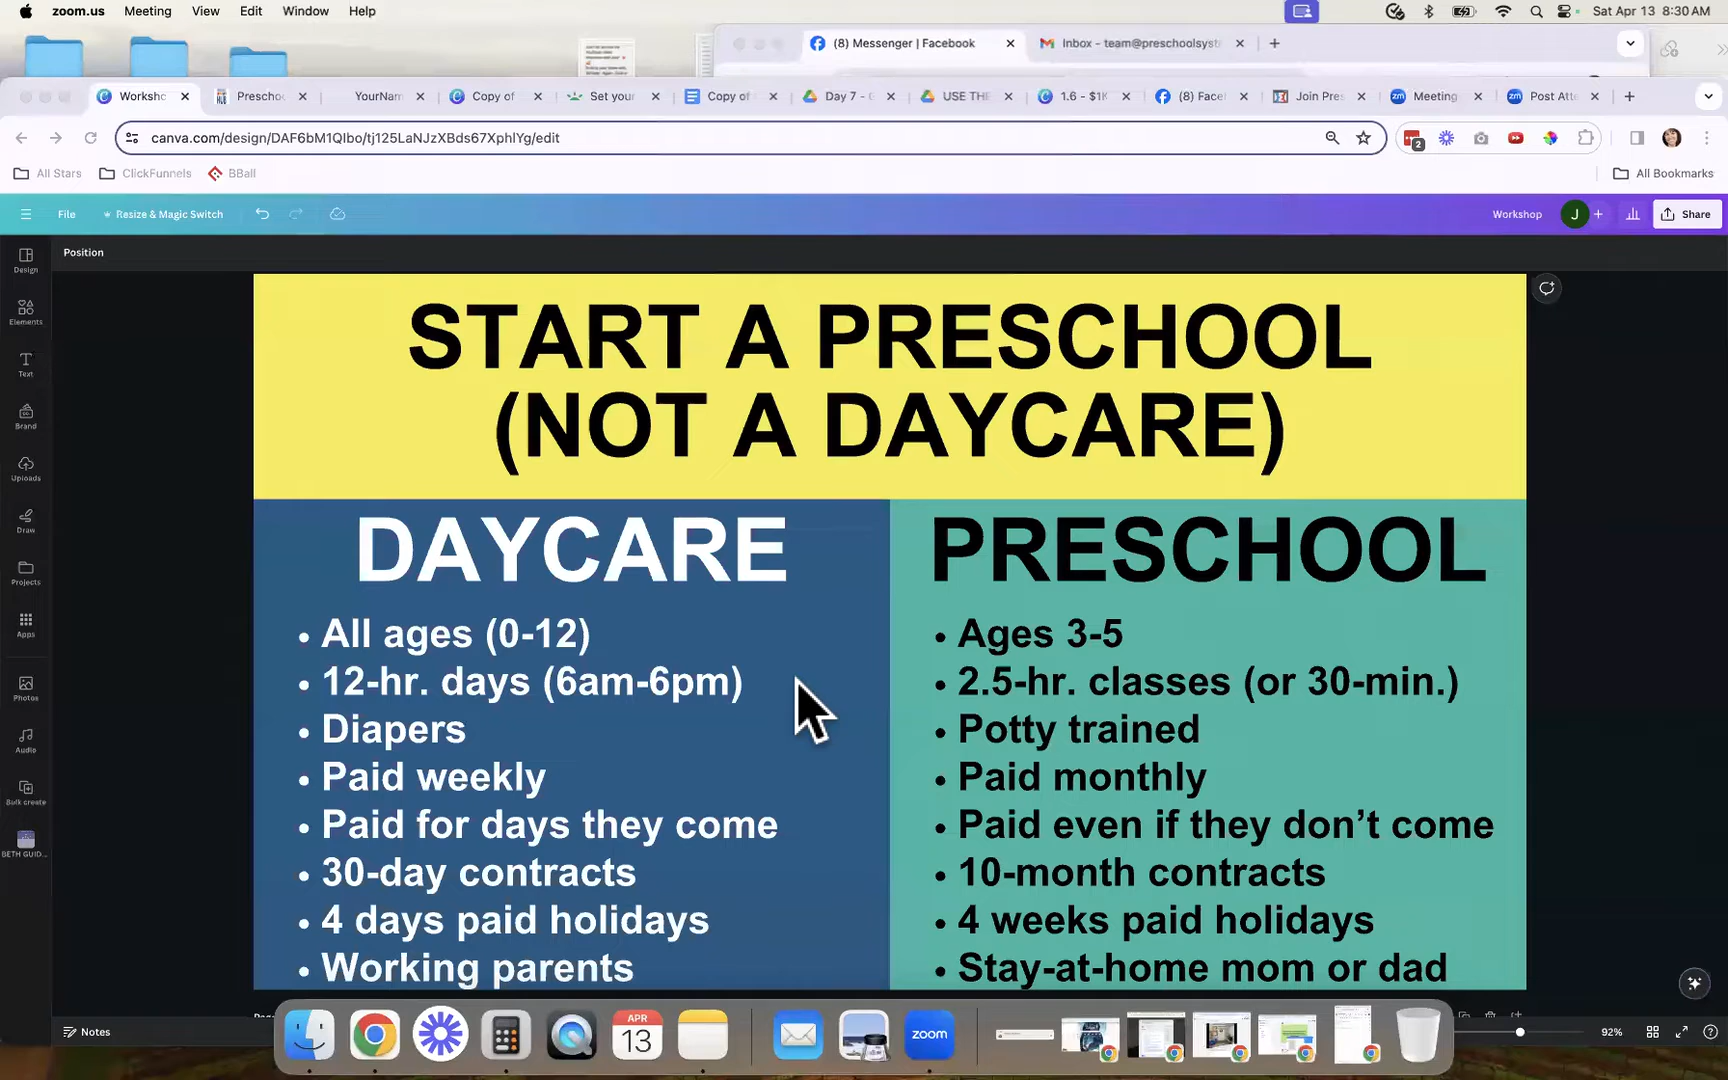 zoom.us Meeting View Edit Window Help Sat Apr 13 8:30 AM
(8) Messenger | Facebook Inbox - team@preschoolsyst
Worksho Preschoo YourNam Copy of Set your Copy of Day 7 - USE THE 1.6 - $1K (8) Face Join Pres Meeting Post Atte
canva.com/design/DAF6bM1QIbo/tj125LaNJzXBds67XphlYg/edit 2
All Stars ClickFunnels BBall All Bookmarks
File Resize & Magic Switch Workshop J Share
Position
Design
Elements
Text
Brand
Uploads
Draw
Projects
Apps
Photos
Audio
Bulk create
BETH GUID...
START A PRESCHOOL
(NOT A DAYCARE)
DAYCARE
• All ages (0-12)
• 12-hr. days (6am-6pm)
• Diapers
• Paid weekly
• Paid for days they come
• 30-day contracts
• 4 days paid holidays
• Working parents
PRESCHOOL
• Ages 3-5
• 2.5-hr. classes (or 30-min.)
• Potty trained
• Paid monthly
• Paid even if they don’t come
• 10-month contracts
• 4 weeks paid holidays
• Stay-at-home mom or dad
Notes 92%
APR
13
zoom